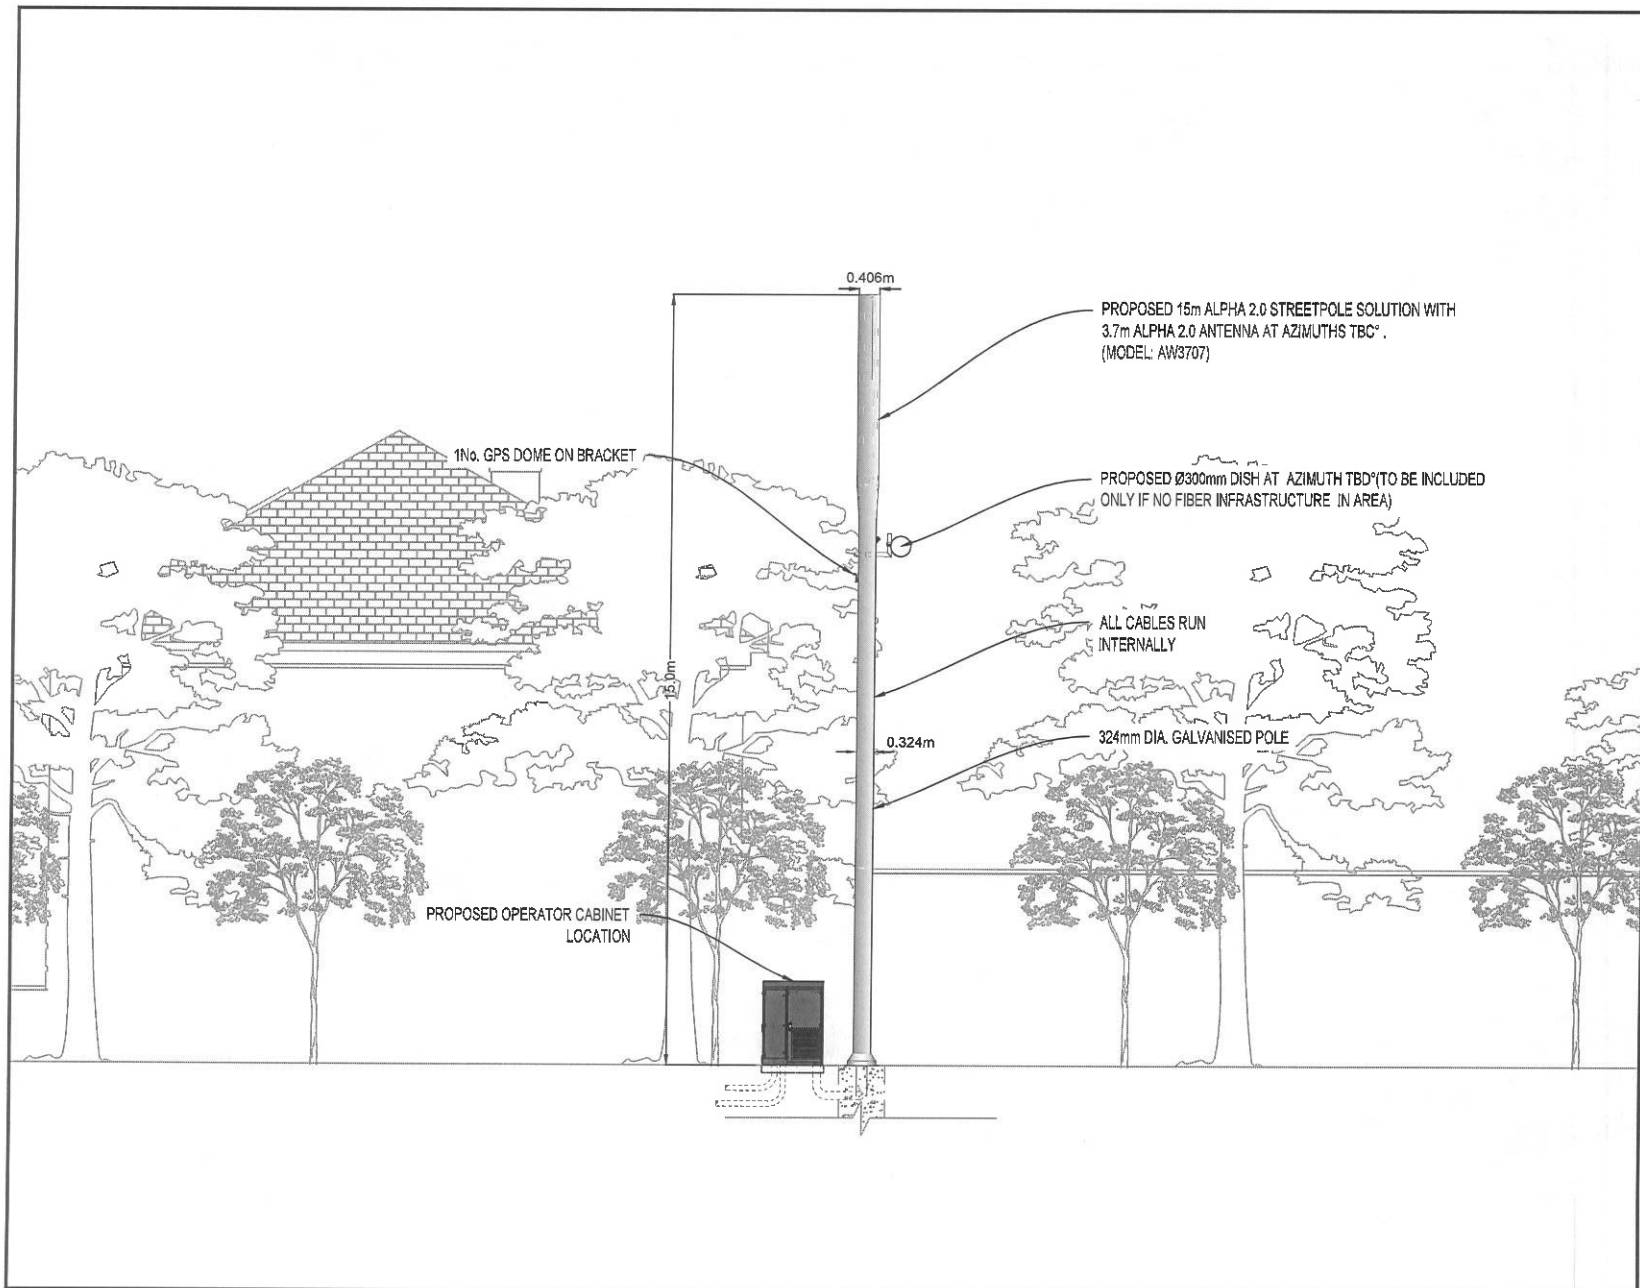 0.406m
PROPOSED 15m ALPHA 2.0 STREETPOLE SOLUTION WITH
3.7m ALPHA 2.0 ANTENNA AT AZIMUTHS TBC° .
(MODEL: AW3707)
1No. GPS DOME ON BRACKET
PROPOSED Ø300mm DISH AT AZIMUTH TBD°(TO BE INCLUDED
ONLY IF NO FIBER INFRASTRUCTURE IN AREA)
ALL CABLES RUN
INTERNALLY
15.0m
324mm DIA. GALVANISED POLE
0.324m
PROPOSED OPERATOR CABINET
LOCATION